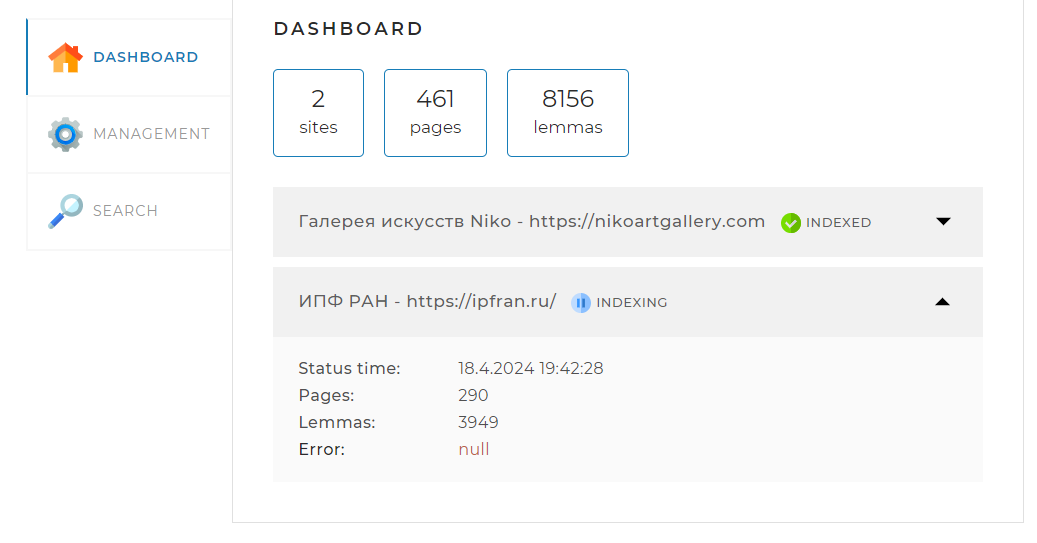 DASHBOARD
MANAGEMENT
SEARCH
DASHBOARD
2
sites
461
pages
8156
lemmas
Галерея искусств Niko - https://nikoartgallery.com INDEXED
ИПФ РАН - https://ipfran.ru/ INDEXING
Status time: 18.4.2024 19:42:28
Pages: 290
Lemmas: 3949
Error: null